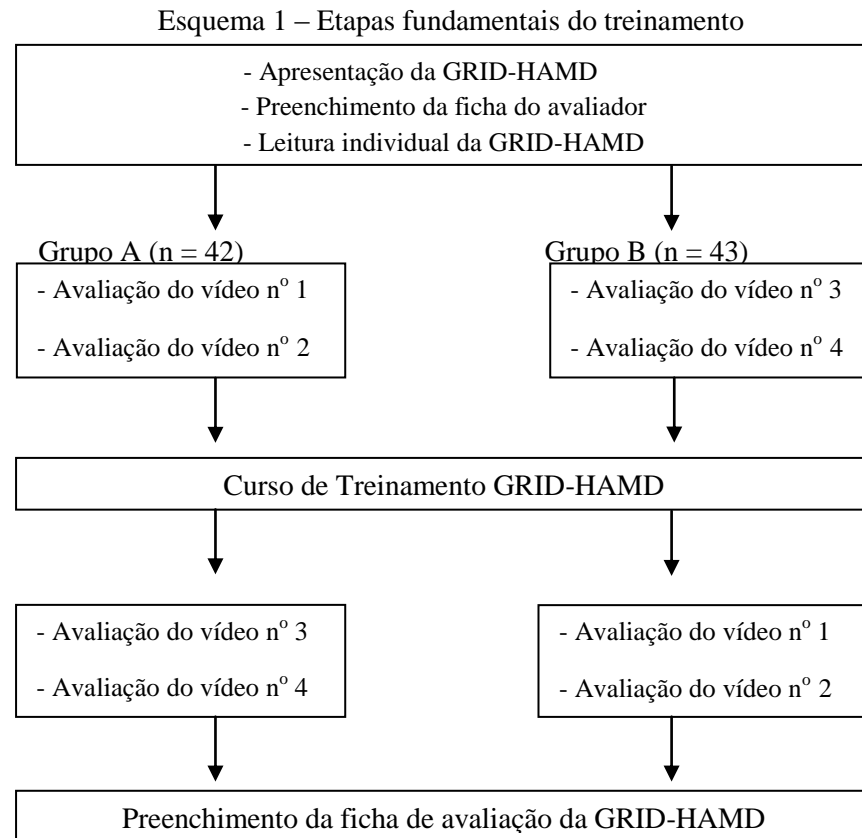 Esquema 1 – Etapas fundamentais do treinamento
- Apresentação da GRID-HAMD
- Preenchimento da ficha do avaliador
- Leitura individual da GRID-HAMD
Grupo A (n = 42)
- Avaliação do vídeo nº 1
- Avaliação do vídeo nº 2
Grupo B (n = 43)
- Avaliação do vídeo nº 3
- Avaliação do vídeo nº 4
Curso de Treinamento GRID-HAMD
- Avaliação do vídeo nº 3
- Avaliação do vídeo nº 4
- Avaliação do vídeo nº 1
- Avaliação do vídeo nº 2
Preenchimento da ficha de avaliação da GRID-HAMD